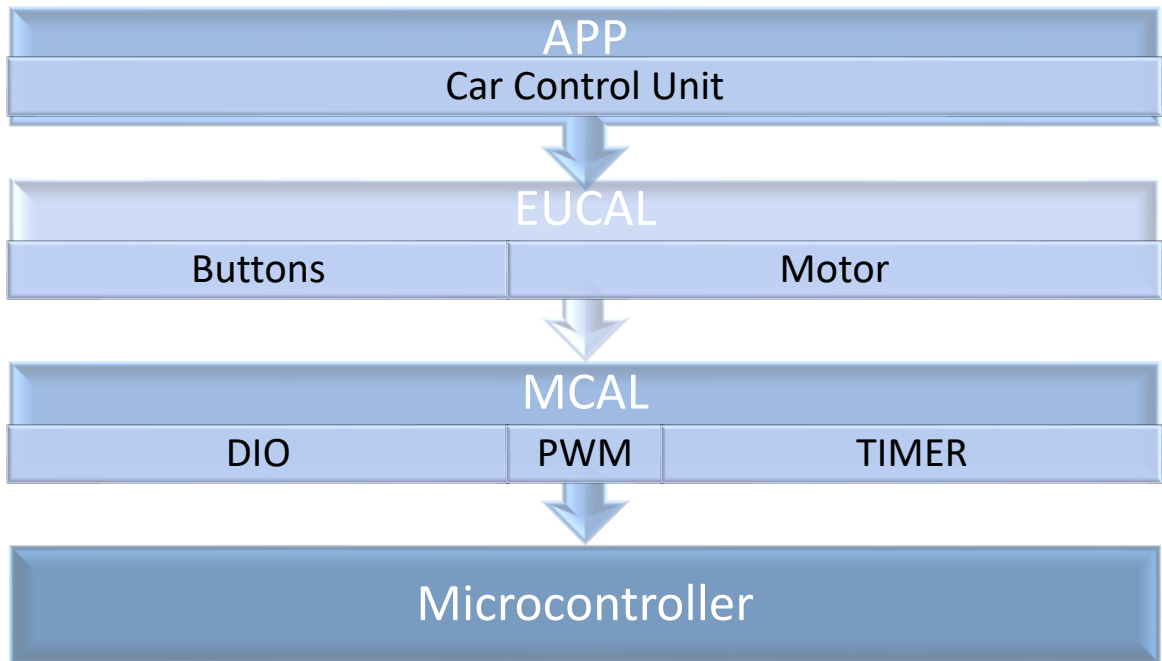 APP
Car Control Unit
EUCAL
Buttons Motor
MCAL
DIO PWM TIMER
Microcontroller